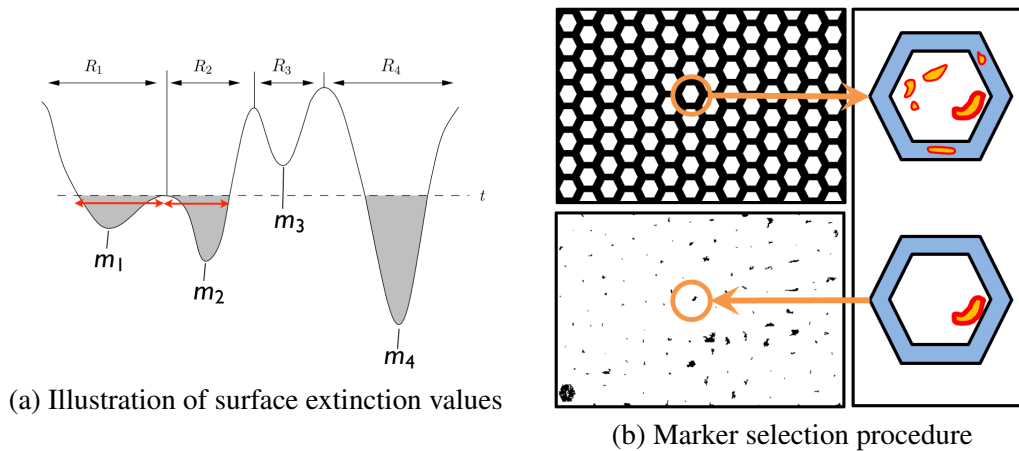 R1 R2 R3 R4
t
m1
m2
m3
m4
(a) Illustration of surface extinction values
(b) Marker selection procedure